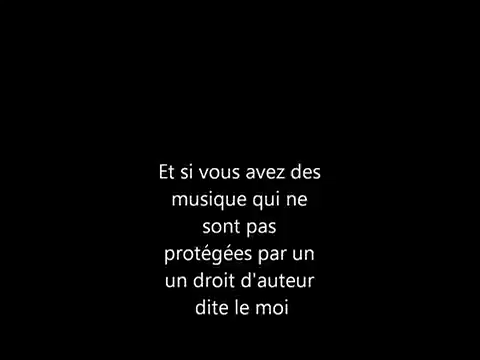 Et si vous avez des
musique qui ne
sont pas
protégées par un
un droit d'auteur
dite le moi